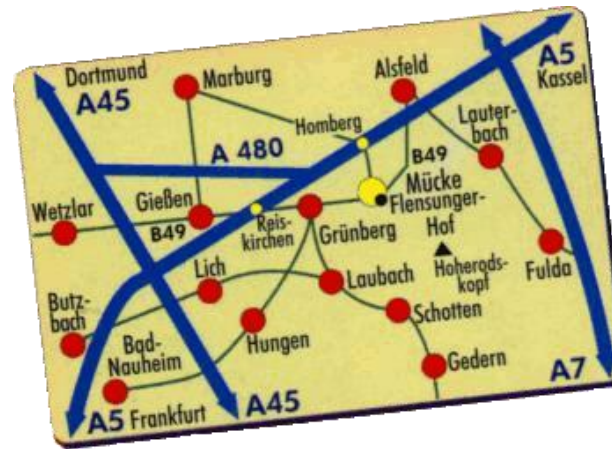 Dortmund
A45
Marburg
Alsfeld
A5
Kassel
Homberg
Lauter-
bach
A 480
B49
Mücke
Flensunger-
Hof
Wetzlar
Gießen
B49
Reis-
kirchen
Grünberg
Hoherods-
kopf
Fulda
Lich
Laubach
Butz-
bach
Schotten
Bad-
Nauheim
Hungen
Gedern
A5
Frankfurt
A45
A7